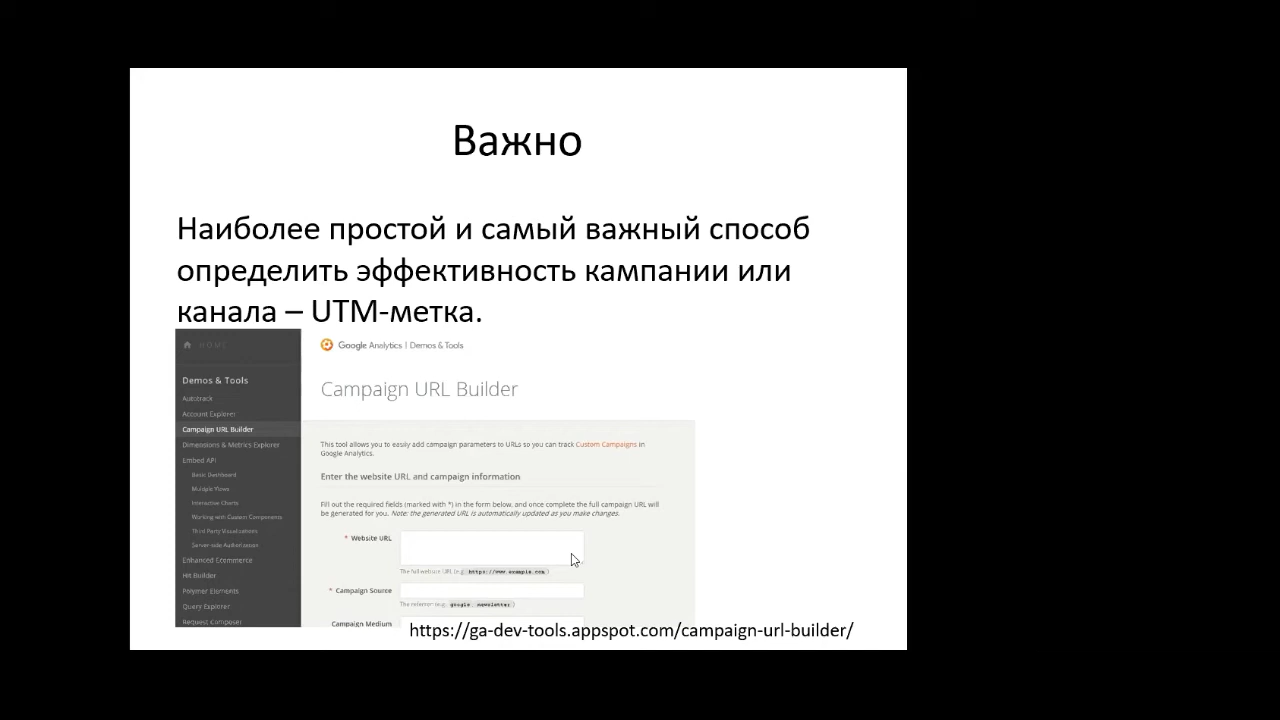 Важно
Наиболее простой и самый важный способ
определить эффективность кампании или
канала – UTM-метка.
HOME
Google Analytics | Demos & Tools
Demos & Tools
Campaign URL Builder
Autotrack
Account Explorer
Campaign URL Builder
Dimensions & Metrics Explorer
Embed API
Basic Dashboard
Multiple Views
Interactive Charts
Working with Custom Components
Third Party Visualizations
Server-side Authorization
Enhanced Ecommerce
Hit Builder
Polymer Elements
Query Explorer
Request Composer
This tool allows you to easily add campaign parameters to URLs so you can track Custom Campaigns in
Google Analytics.
Enter the website URL and campaign information
Fill out the required fields (marked with *) in the form below, and once complete the full campaign URL will
be generated for you. Note: the generated URL is automatically updated as you make changes.
* Website URL
The full website URL (e.g. https://www.example.com )
* Campaign Source
The referrer (e.g. google , newsletter )
Campaign Medium
https://ga-dev-tools.appspot.com/campaign-url-builder/